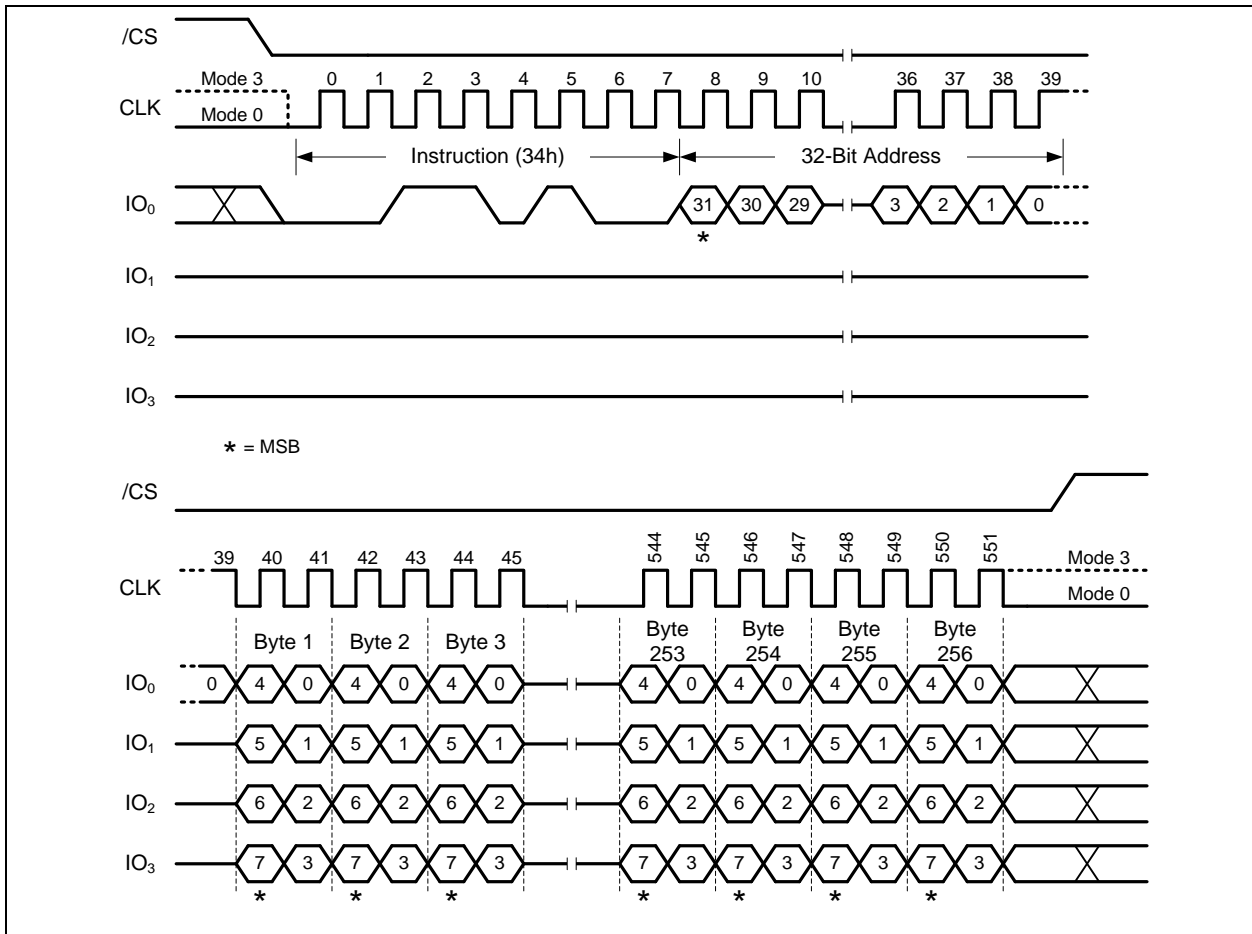 /CS
Mode 3 0 1 2 3 4 5 6 7 8 9 10 36 37 38 39
CLK Mode 0
Instruction (34h) 32-Bit Address
IO₀ 31 30 29 3 2 1 0
*
IO₁
IO₂
IO₃
* = MSB
/CS
39 40 41 42 43 44 45 544 545 546 547 548 549 550 551 Mode 3
CLK Mode 0
Byte 1 Byte 2 Byte 3 Byte 253 Byte 254 Byte 255 Byte 256
IO₀ 0 4 0 4 0 4 0 4 0 4 0 4 0 4 0
IO₁ 5 1 5 1 5 1 5 1 5 1 5 1 5 1
IO₂ 6 2 6 2 6 2 6 2 6 2 6 2 6 2
IO₃ 7 3 7 3 7 3 7 3 7 3 7 3 7 3
* * * * * * *